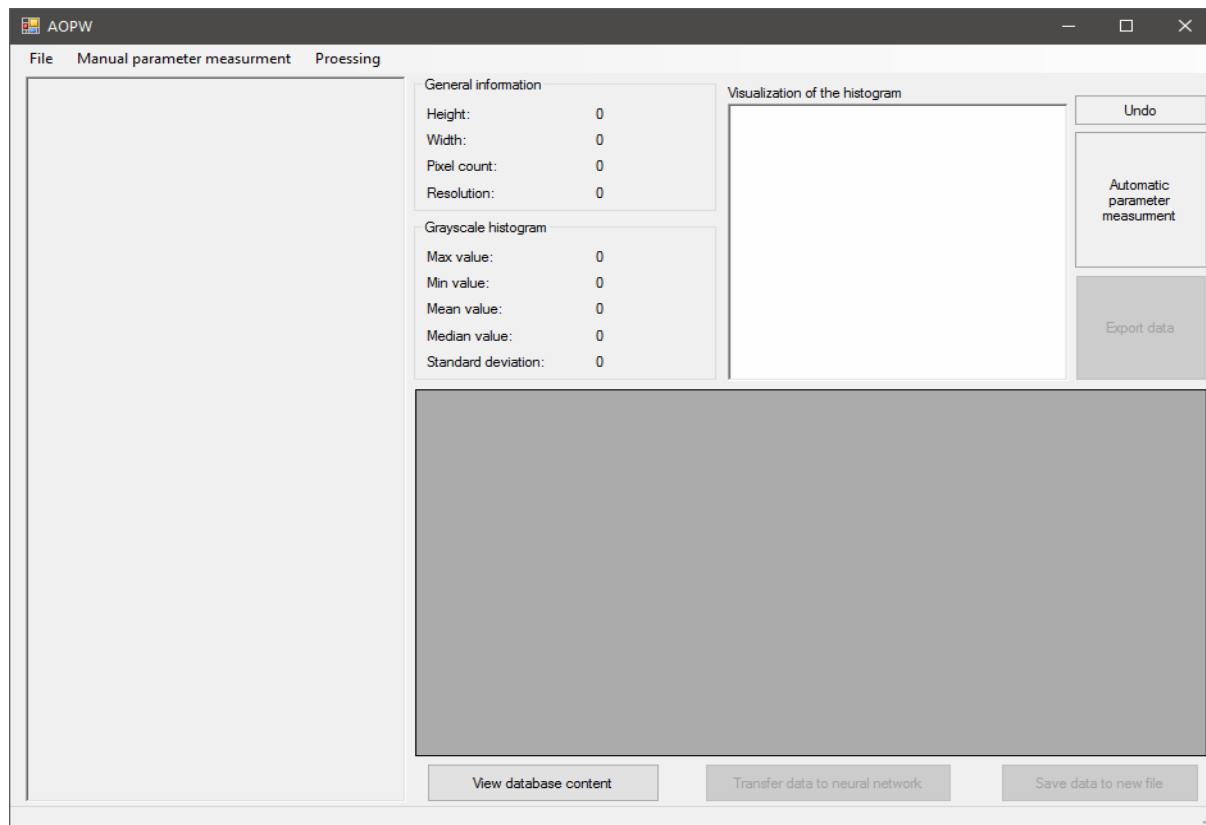 AOPW
File Manual parameter measurment Proessing
General information
Height: 0
Width: 0
Pixel count: 0
Resolution: 0
Grayscale histogram
Max value: 0
Min value: 0
Mean value: 0
Median value: 0
Standard deviation: 0
Visualization of the histogram
Undo
Automatic
parameter
measurment
Export data
View database content
Transfer data to neural network
Save data to new file